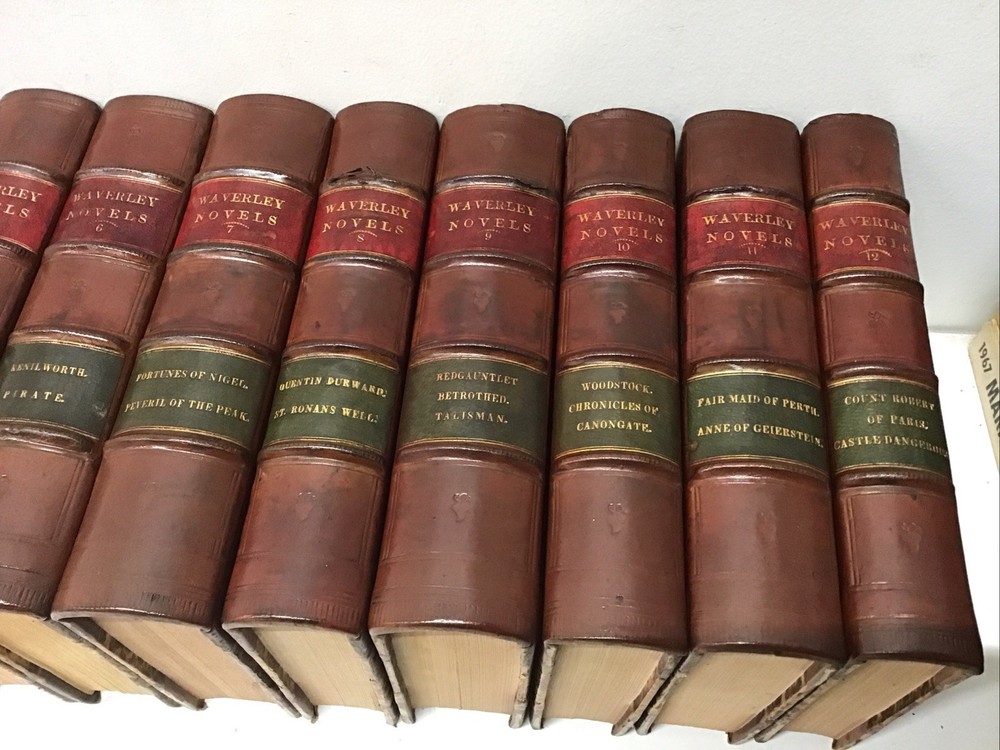 WAVERLEY
NOVELS
6
KENILWORTH.
PIRATE.
WAVERLEY
NOVELS
7
FORTUNES OF NIGEL.
PEVERIL OF THE PEAK.
WAVERLEY
NOVELS
8
QUENTIN DURWARD.
ST. RONANS WELL.
WAVERLEY
NOVELS
9
REDGAUNTLET
BETROTHED.
TALISMAN.
WAVERLEY
NOVELS
10
WOODSTOCK.
CHRONICLES OF
CANONGATE.
WAVERLEY
NOVELS
11
FAIR MAID OF PERTH.
ANNE OF GEIERSTEIN.
WAVERLEY
NOVELS
12
COUNT ROBERT
OF PARIS.
CASTLE DANGEROUS.
1967